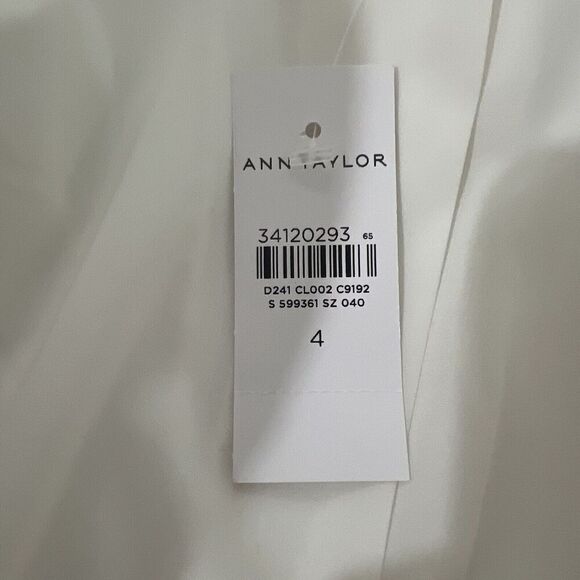 ANN TAYLOR
34120293 65
D241 CL002 C9192
S 599361 SZ 040
4